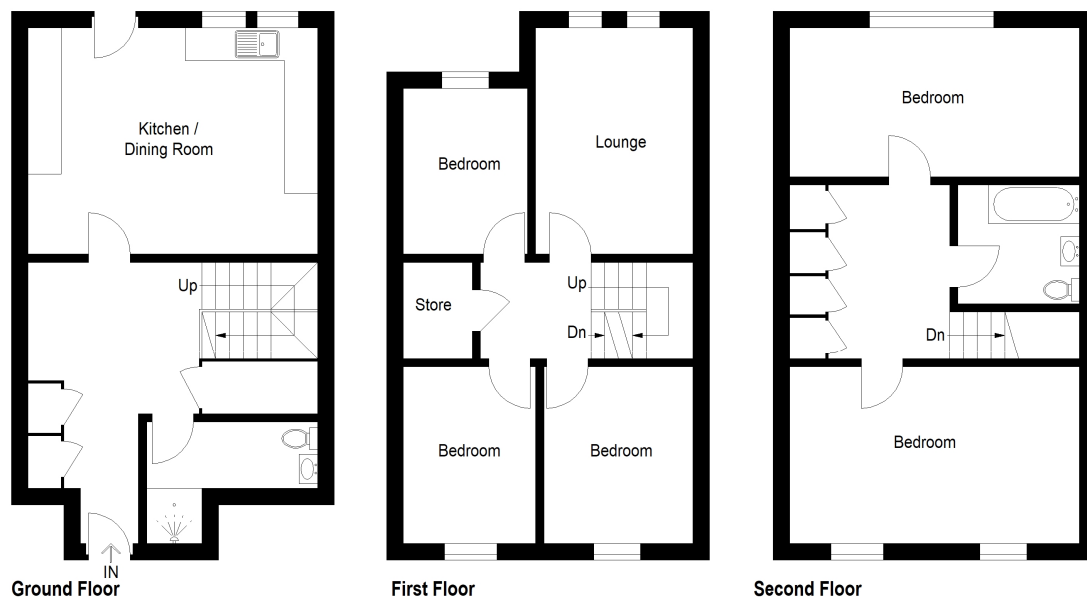 Kitchen /
Dining Room
Up
IN
Ground Floor
Bedroom
Lounge
Store
Up
Dn
Bedroom
Bedroom
First Floor
Bedroom
Dn
Bedroom
Second Floor